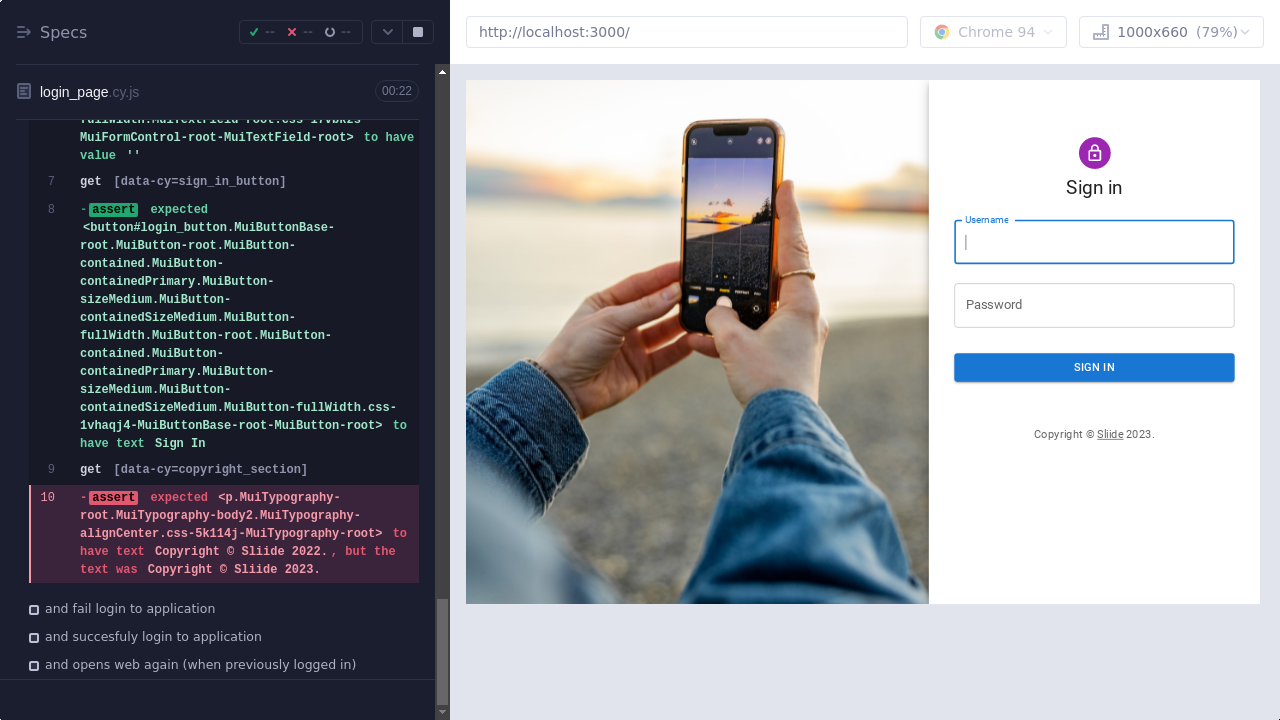 Specs
--
--
--
http://localhost:3000/
Chrome 94
1000x660 (79%)
login_page.cy.js
00:22
MuiFormControl-root-MuiTextField-root> to have
value ''
7 get [data-cy=sign_in_button]
8 -assert expected
<button#login_button.MuiButtonBase-
root.MuiButton-root.MuiButton-
contained.MuiButton-
containedPrimary.MuiButton-
sizeMedium.MuiButton-
containedSizeMedium.MuiButton-
fullWidth.MuiButton-root.MuiButton-
contained.MuiButton-
containedPrimary.MuiButton-
sizeMedium.MuiButton-
containedSizeMedium.MuiButton-fullWidth.css-
1vhaqj4-MuiButtonBase-root-MuiButton-root> to
have text Sign In
9 get [data-cy=copyright_section]
10 -assert expected <p.MuiTypography-
root.MuiTypography-body2.MuiTypography-
alignCenter.css-5k114j-MuiTypography-root> to
have text Copyright © Sliide 2022. , but the
text was Copyright © Sliide 2023.
and fail login to application
and succesfuly login to application
and opens web again (when previously logged in)
Sign in
Username
Password
SIGN IN
Copyright © Sliide 2023.